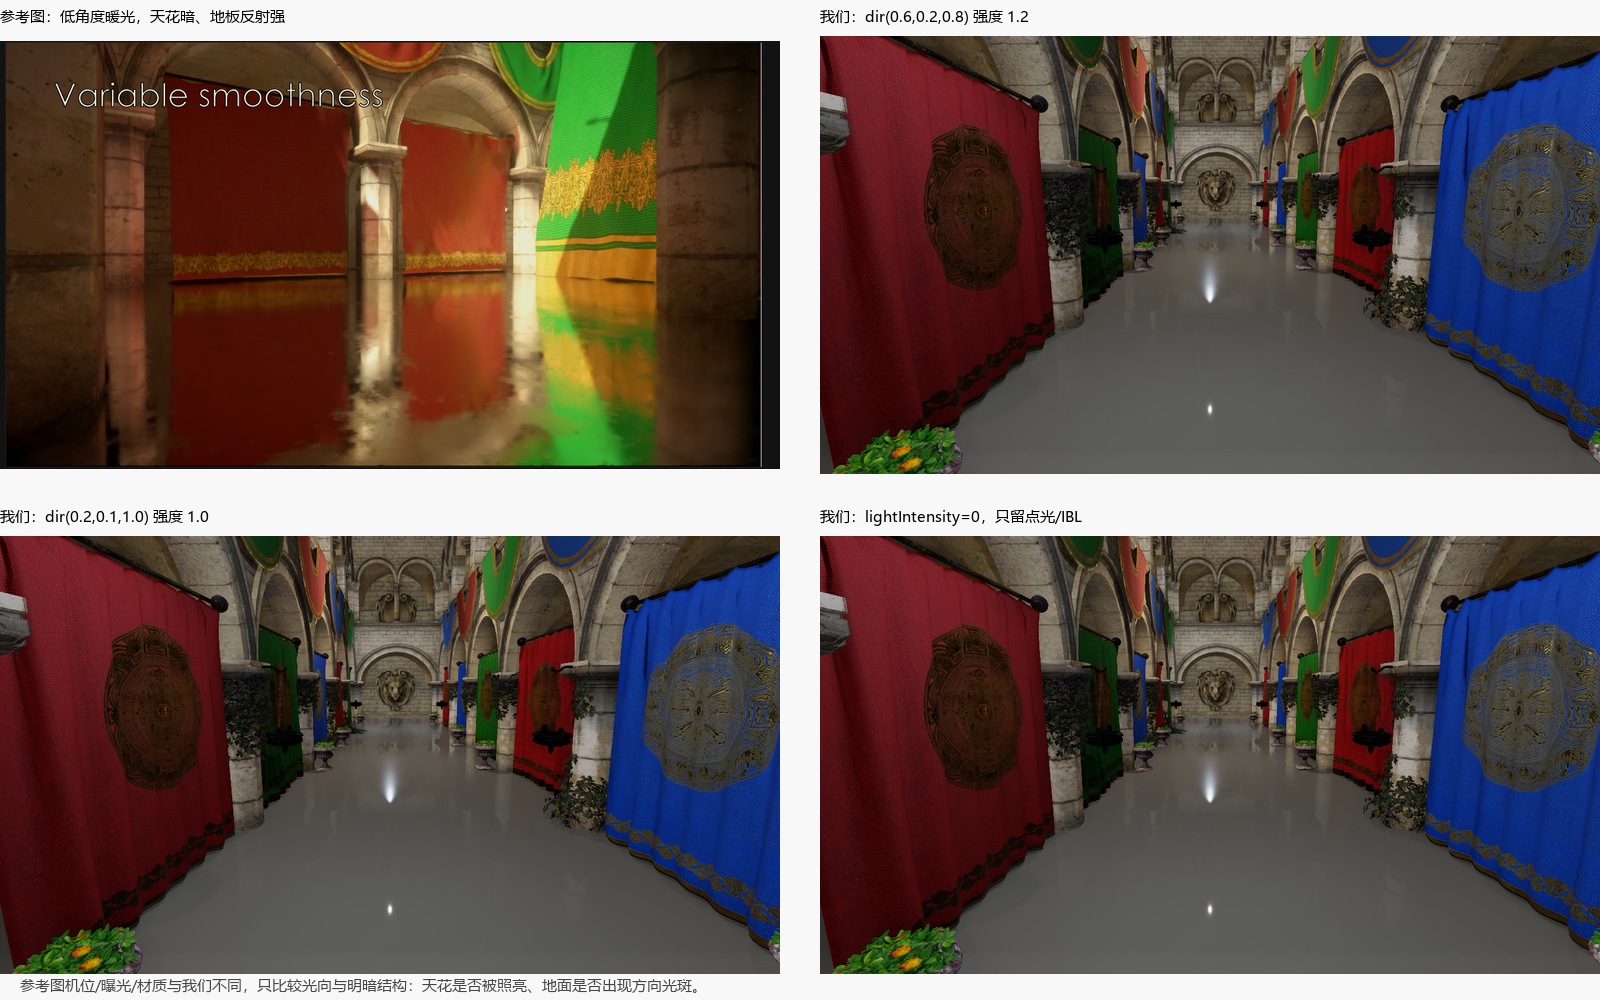 参考图：低角度暖光，天花暗、地板反射强
我们：dir(0.6,0.2,0.8) 强度 1.2
Variable smoothness
我们：dir(0.2,0.1,1.0) 强度 1.0
我们：lightIntensity=0，只留点光/IBL
参考图机位/曝光/材质与我们不同，只比较光向与明暗结构：天花是否被照亮、地面是否出现方向光斑。